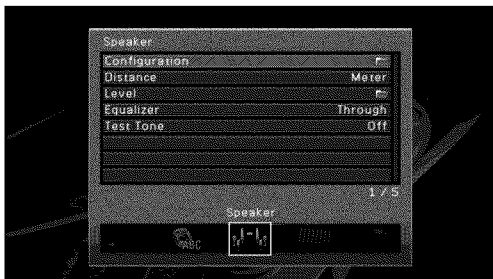 Speaker
Configuration
Distance Meter
Level
Equalizer Through
Test Tone Off
1 / 5
Speaker
ABC